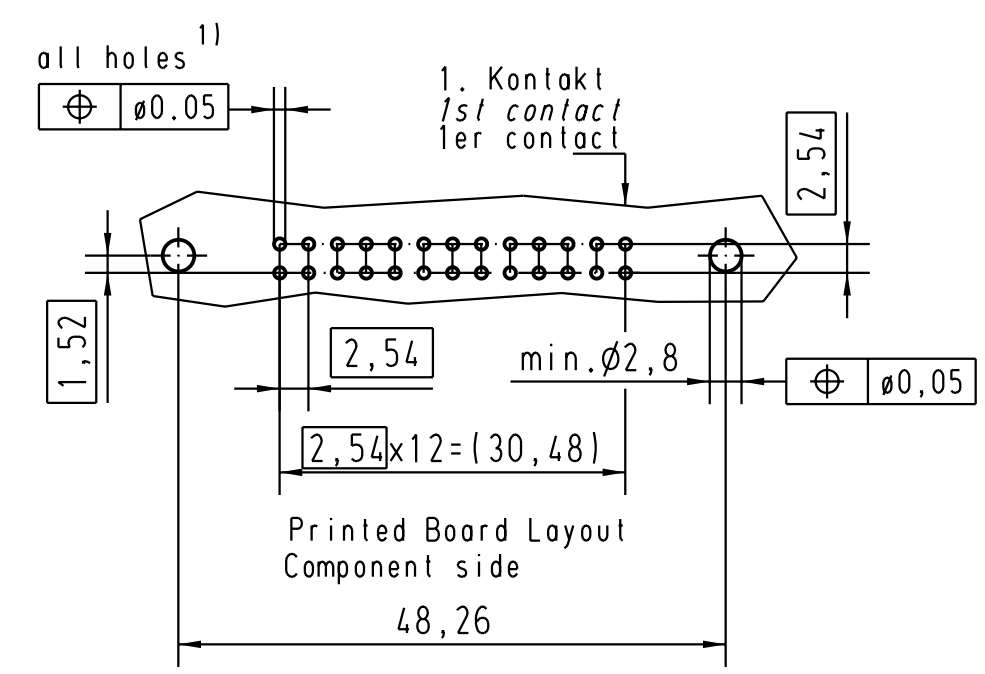 all holes 1)
⌖ ø0.05
1. Kontakt
1st contact
1er contact
2,54
1,52
2,54
min.Ø2,8
⌖ ø0,05
2,54x12=(30,48)
Printed Board Layout
Component side
48,26